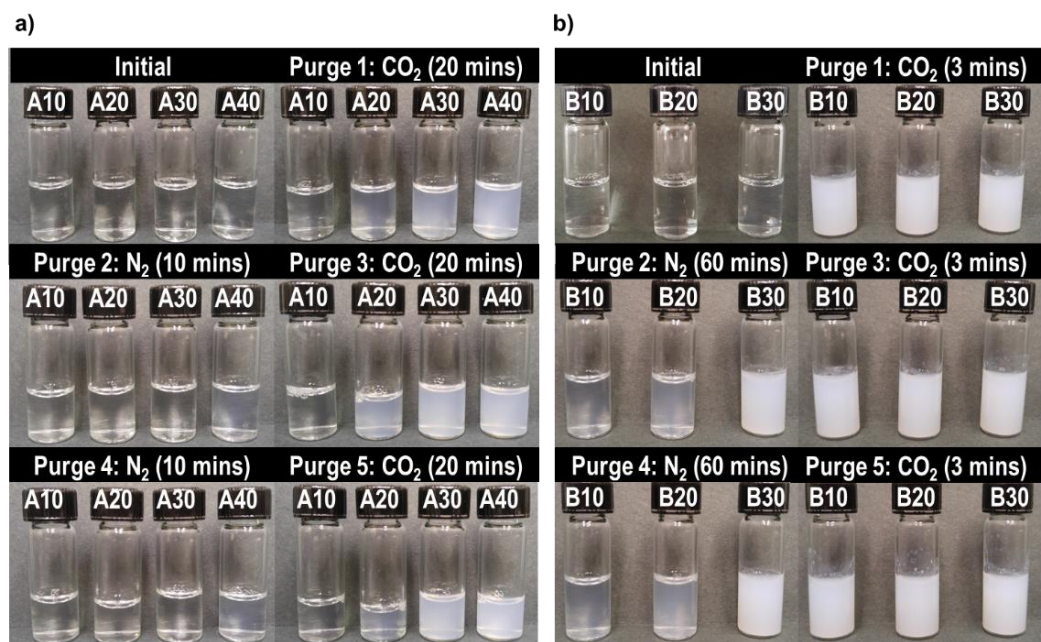 a)
Initial
Purge 1: CO₂ (20 mins)
A10 A20 A30 A40
A10 A20 A30 A40
Purge 2: N₂ (10 mins)
Purge 3: CO₂ (20 mins)
A10 A20 A30 A40
A10 A20 A30 A40
Purge 4: N₂ (10 mins)
Purge 5: CO₂ (20 mins)
A10 A20 A30 A40
A10 A20 A30 A40
b)
Initial
Purge 1: CO₂ (3 mins)
B10 B20 B30
B10 B20 B30
Purge 2: N₂ (60 mins)
Purge 3: CO₂ (3 mins)
B10 B20 B30
B10 B20 B30
Purge 4: N₂ (60 mins)
Purge 5: CO₂ (3 mins)
B10 B20 B30
B10 B20 B30